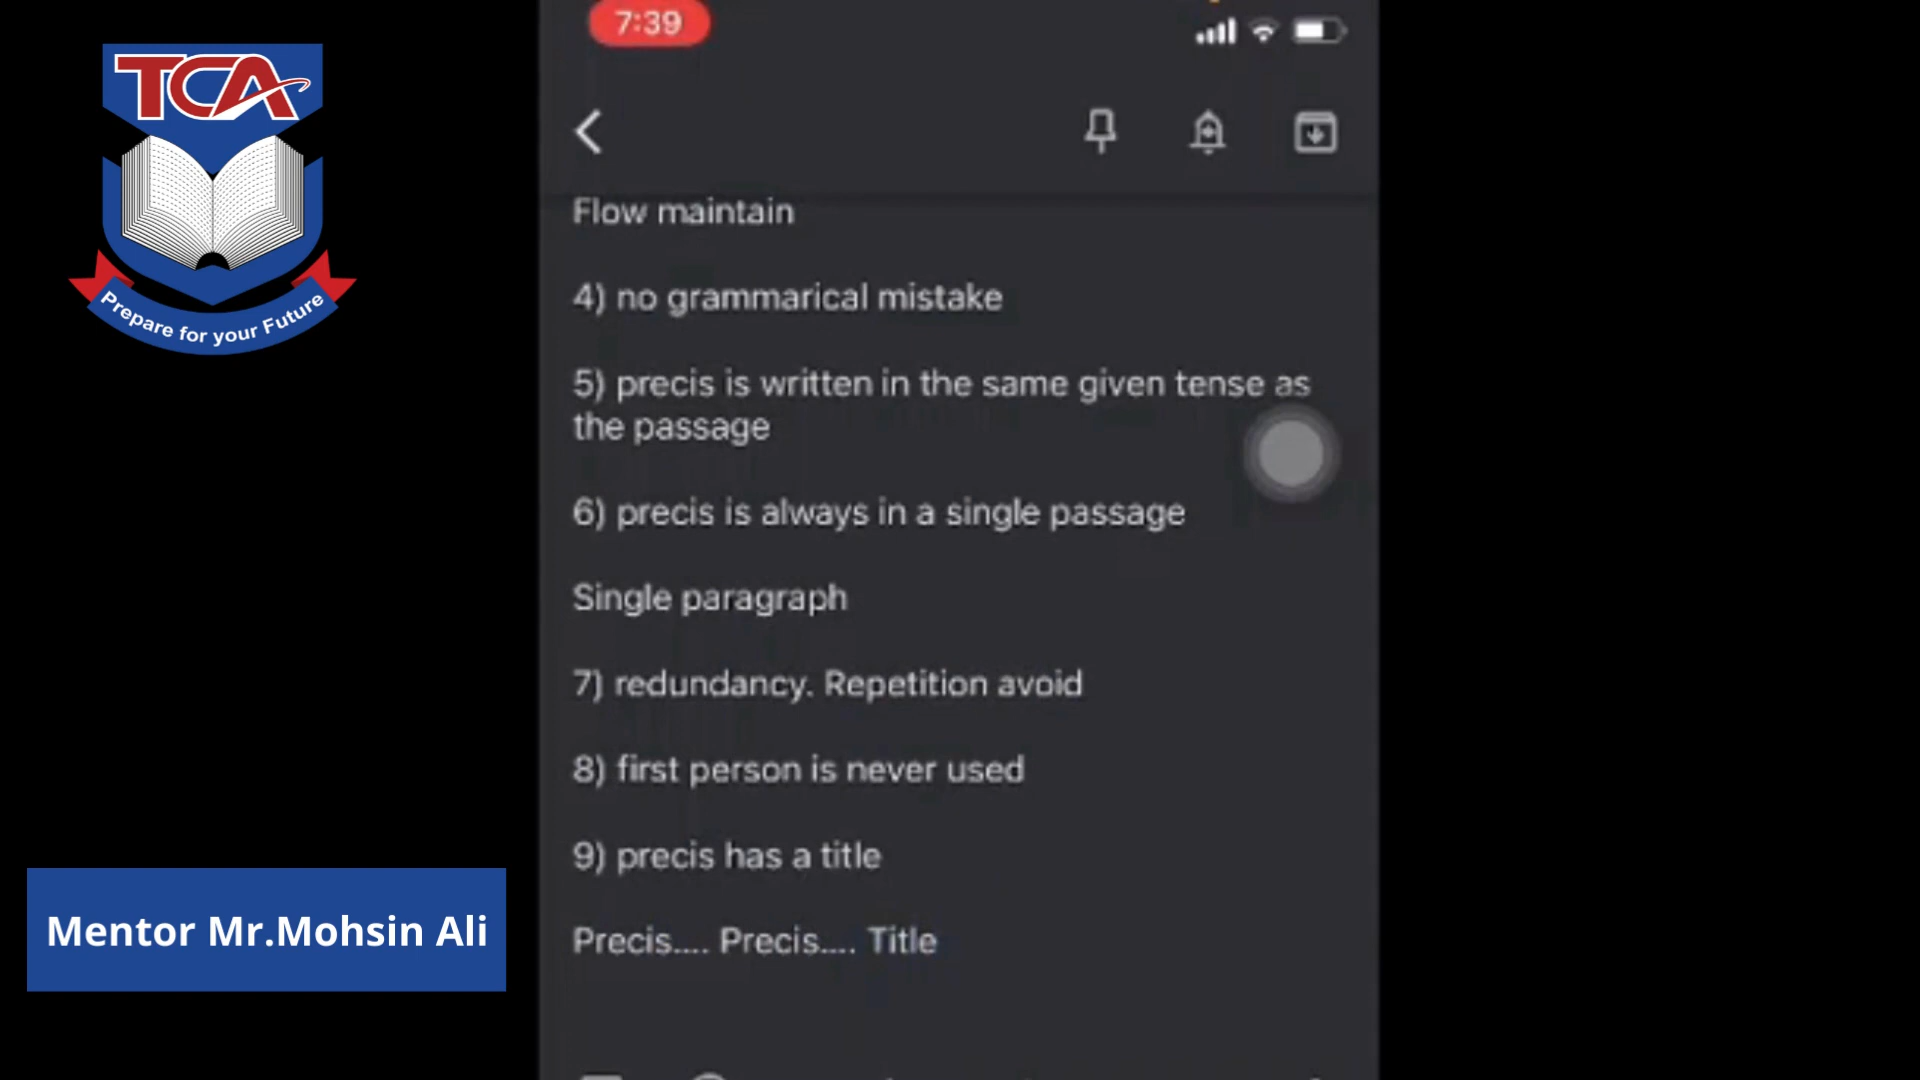 TCA
Prepare for your Future
7:39
Flow maintain
4) no grammarical mistake
5) precis is written in the same given tense as
the passage
6) precis is always in a single passage
Single paragraph
7) redundancy. Repetition avoid
8) first person is never used
9) precis has a title
Precis.... Precis.... Title
Mentor Mr.Mohsin Ali